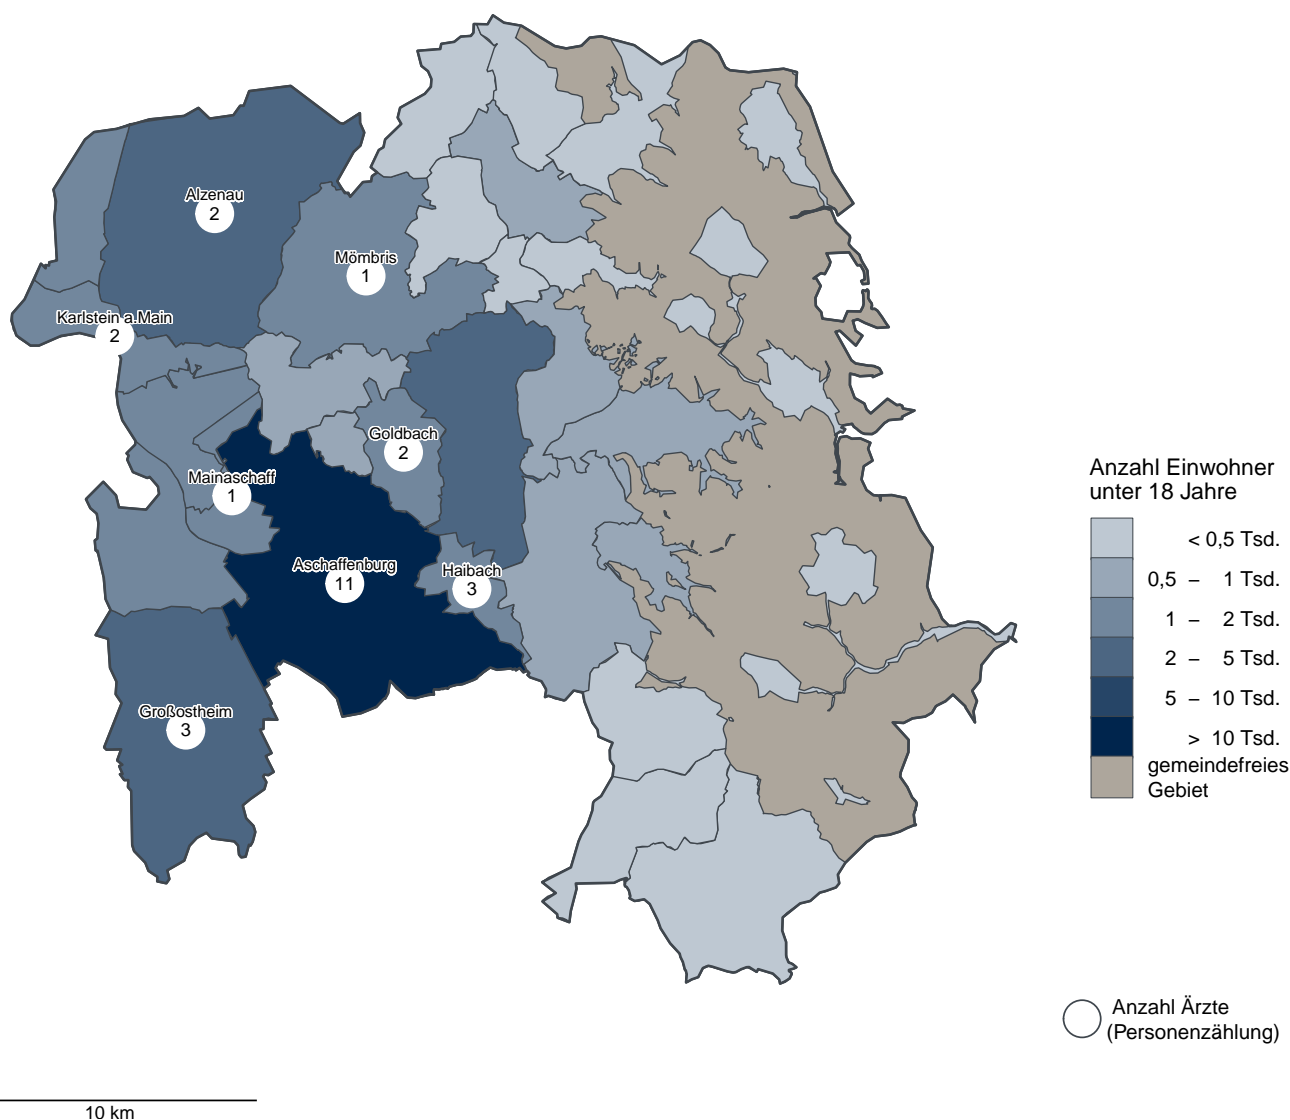 Alzenau
2
Mömbris
1
Karlstein a.Main
2
Goldbach
2
Mainaschaff
1
Aschaffenburg
11
Haibach
3
Großostheim
3
Anzahl Einwohner
unter 18 Jahre
< 0,5 Tsd.
0,5 – 1 Tsd.
1 – 2 Tsd.
2 – 5 Tsd.
5 – 10 Tsd.
> 10 Tsd.
gemeindefreies
Gebiet
Anzahl Ärzte
(Personenzählung)
10 km